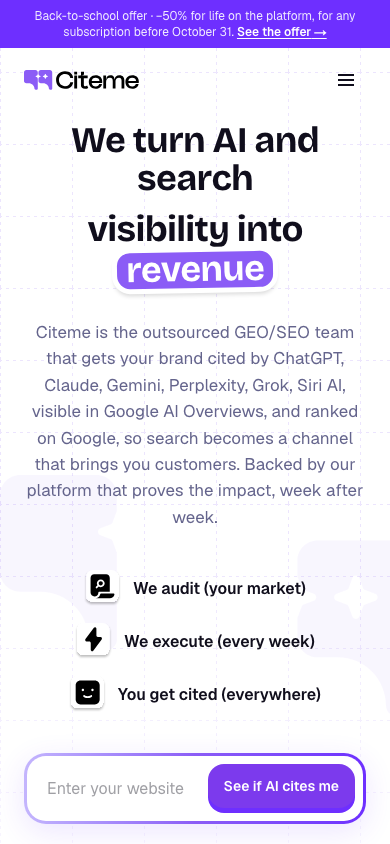 Back-to-school offer · −50% for life on the platform, for any
subscription before October 31. See the offer →
Citeme
We turn AI and
search
visibility into
revenue
Citeme is the outsourced GEO/SEO team
that gets your brand cited by ChatGPT,
Claude, Gemini, Perplexity, Grok, Siri AI,
visible in Google AI Overviews, and ranked
on Google, so search becomes a channel
that brings you customers. Backed by our
platform that proves the impact, week after
week.
We audit (your market)
We execute (every week)
You get cited (everywhere)
Enter your website
See if AI cites me